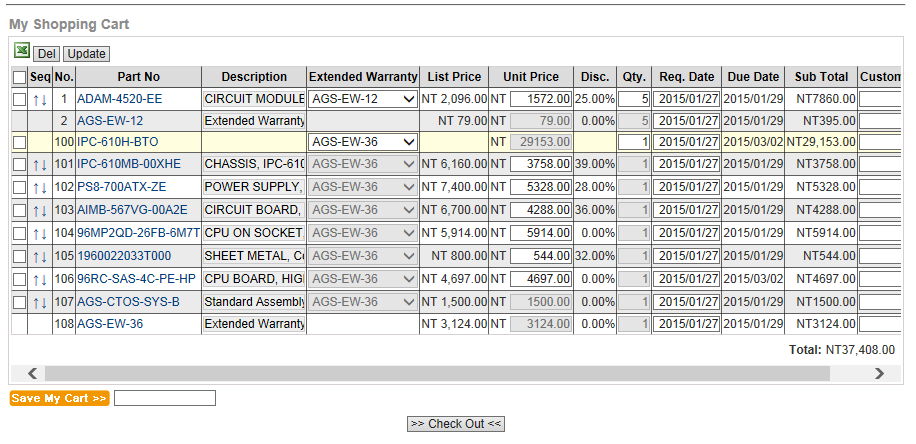 My Shopping Cart
Del Update
Seq No. Part No Description Extended Warranty List Price Unit Price Disc. Qty. Req. Date Due Date Sub Total Custom
1 ADAM-4520-EE CIRCUIT MODULE AGS-EW-12 NT 2,096.00 NT 1572.00 25.00% 5 2015/01/27 2015/01/29 NT7860.00
2 AGS-EW-12 Extended Warranty NT 79.00 NT 79.00 0.00% 5 2015/01/27 2015/01/29 NT395.00
100 IPC-610H-BTO AGS-EW-36 NT 29153.00 1 2015/01/27 2015/03/02 NT29,153.00
101 IPC-610MB-00XHE CHASSIS, IPC-610 AGS-EW-36 NT 6,160.00 NT 3758.00 39.00% 1 2015/01/27 2015/01/29 NT3758.00
102 PS8-700ATX-ZE POWER SUPPLY, AGS-EW-36 NT 7,400.00 NT 5328.00 28.00% 1 2015/01/27 2015/01/29 NT5328.00
103 AIMB-567VG-00A2E CIRCUIT BOARD, AGS-EW-36 NT 6,700.00 NT 4288.00 36.00% 1 2015/01/27 2015/01/29 NT4288.00
104 96MP2QD-26FB-6M7T CPU ON SOCKET, AGS-EW-36 NT 5,914.00 NT 5914.00 0.00% 1 2015/01/27 2015/01/29 NT5914.00
105 1960022033T000 SHEET METAL, Co AGS-EW-36 NT 800.00 NT 544.00 32.00% 1 2015/01/27 2015/01/29 NT544.00
106 96RC-SAS-4C-PE-HP CPU BOARD, HIG AGS-EW-36 NT 4,697.00 NT 4697.00 0.00% 1 2015/01/27 2015/03/02 NT4697.00
107 AGS-CTOS-SYS-B Standard Assembly AGS-EW-36 NT 1,500.00 NT 1500.00 0.00% 1 2015/01/27 2015/01/29 NT1500.00
108 AGS-EW-36 Extended Warranty NT 3,124.00 NT 3124.00 0.00% 1 2015/01/27 2015/01/29 NT3124.00
Total: NT37,408.00
Save My Cart >>
>> Check Out <<